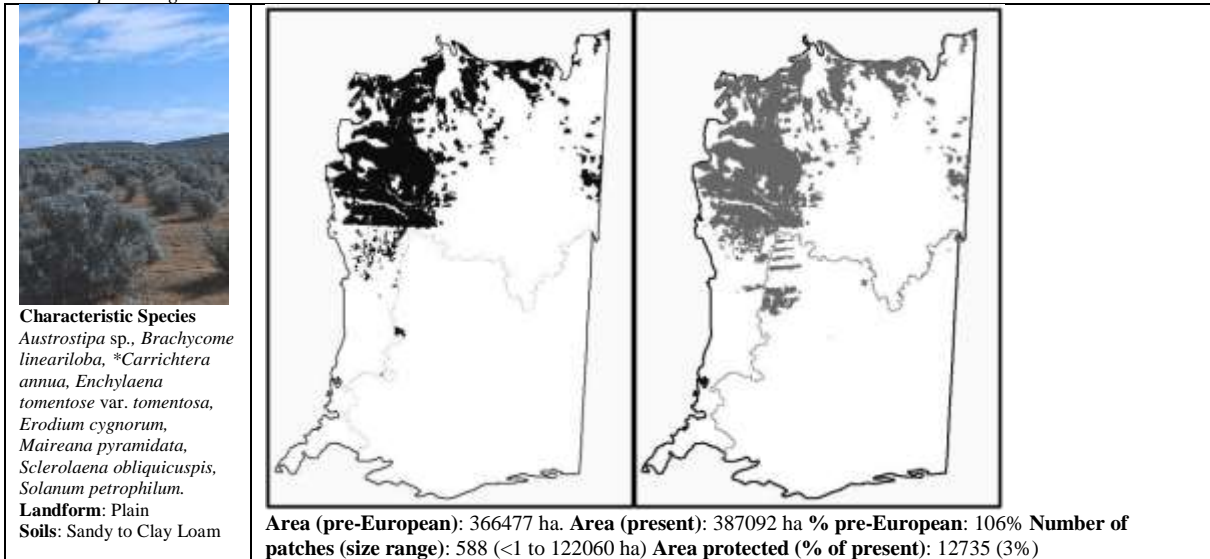 Characteristic Species
Austrostipa sp., Brachycome
lineariloba, *Carrichtera
annua, Enchylaena
tomentose var. tomentosa,
Erodium cygnorum,
Maireana pyramidata,
Sclerolaena obliquicuspis,
Solanum petrophilum.
Landform: Plain
Soils: Sandy to Clay Loam
Area (pre-European): 366477 ha. Area (present): 387092 ha % pre-European: 106% Number of
patches (size range): 588 (<1 to 122060 ha) Area protected (% of present): 12735 (3%)